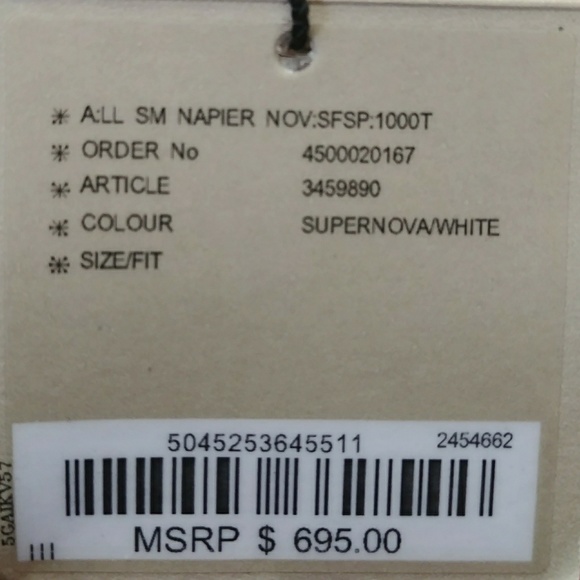 ✳ A:LL SM NAPIER NOV:SFSP:1000T
✳ ORDER No 4500020167
✳ ARTICLE 3459890
✳ COLOUR SUPERNOVA/WHITE
✳ SIZE/FIT
5045253645511 2454662
MSRP $ 695.00